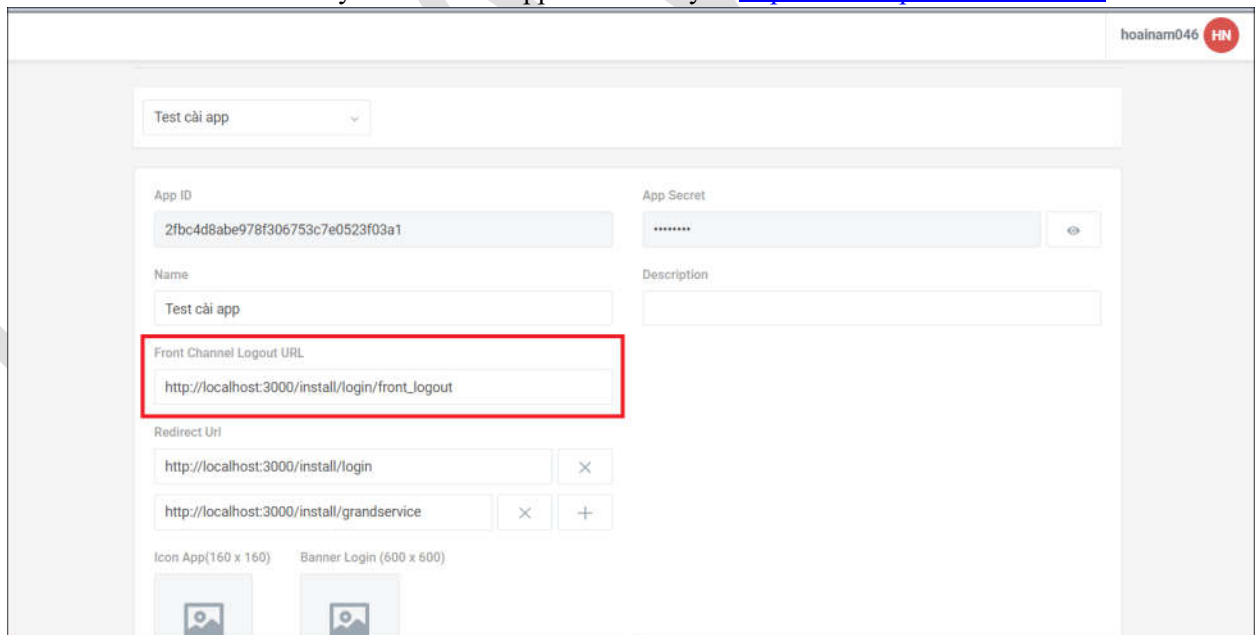 hoainam046 HN
Test cài app
App ID App Secret
2fbc4d8abe978f306753c7e0523f03a1 ••••••••
Name Description
Test cài app
Front Channel Logout URL
http://localhost:3000/install/login/front_logout
Redirect Url
http://localhost:3000/install/login
http://localhost:3000/install/grandservice
Icon App(160 x 160) Banner Login (600 x 600)